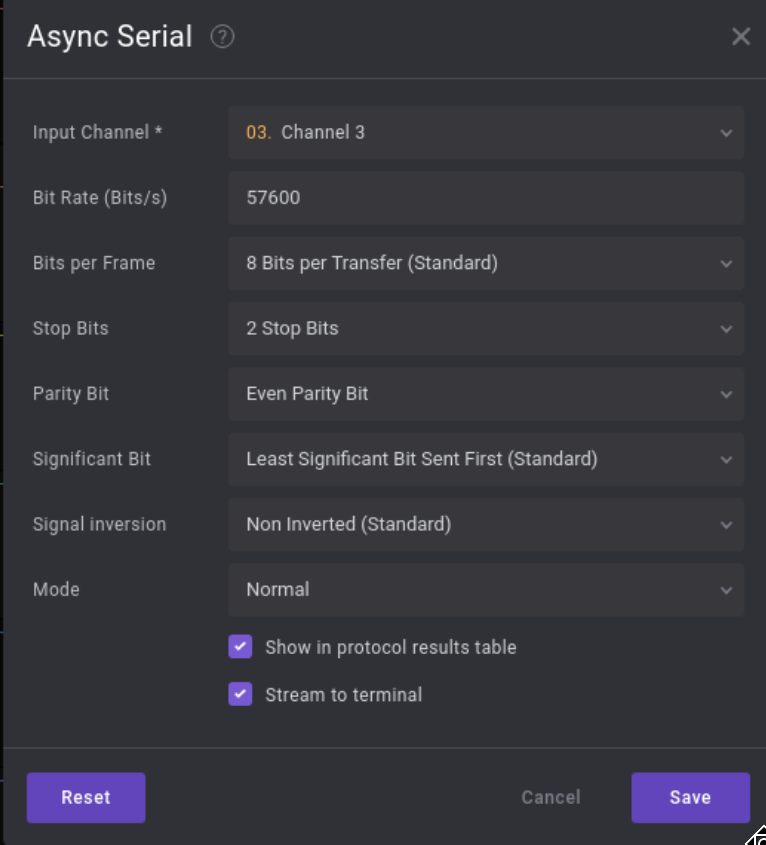 Async Serial ?
Input Channel * 03. Channel 3
Bit Rate (Bits/s) 57600
Bits per Frame 8 Bits per Transfer (Standard)
Stop Bits 2 Stop Bits
Parity Bit Even Parity Bit
Significant Bit Least Significant Bit Sent First (Standard)
Signal inversion Non Inverted (Standard)
Mode Normal
Show in protocol results table
Stream to terminal
Reset Cancel Save